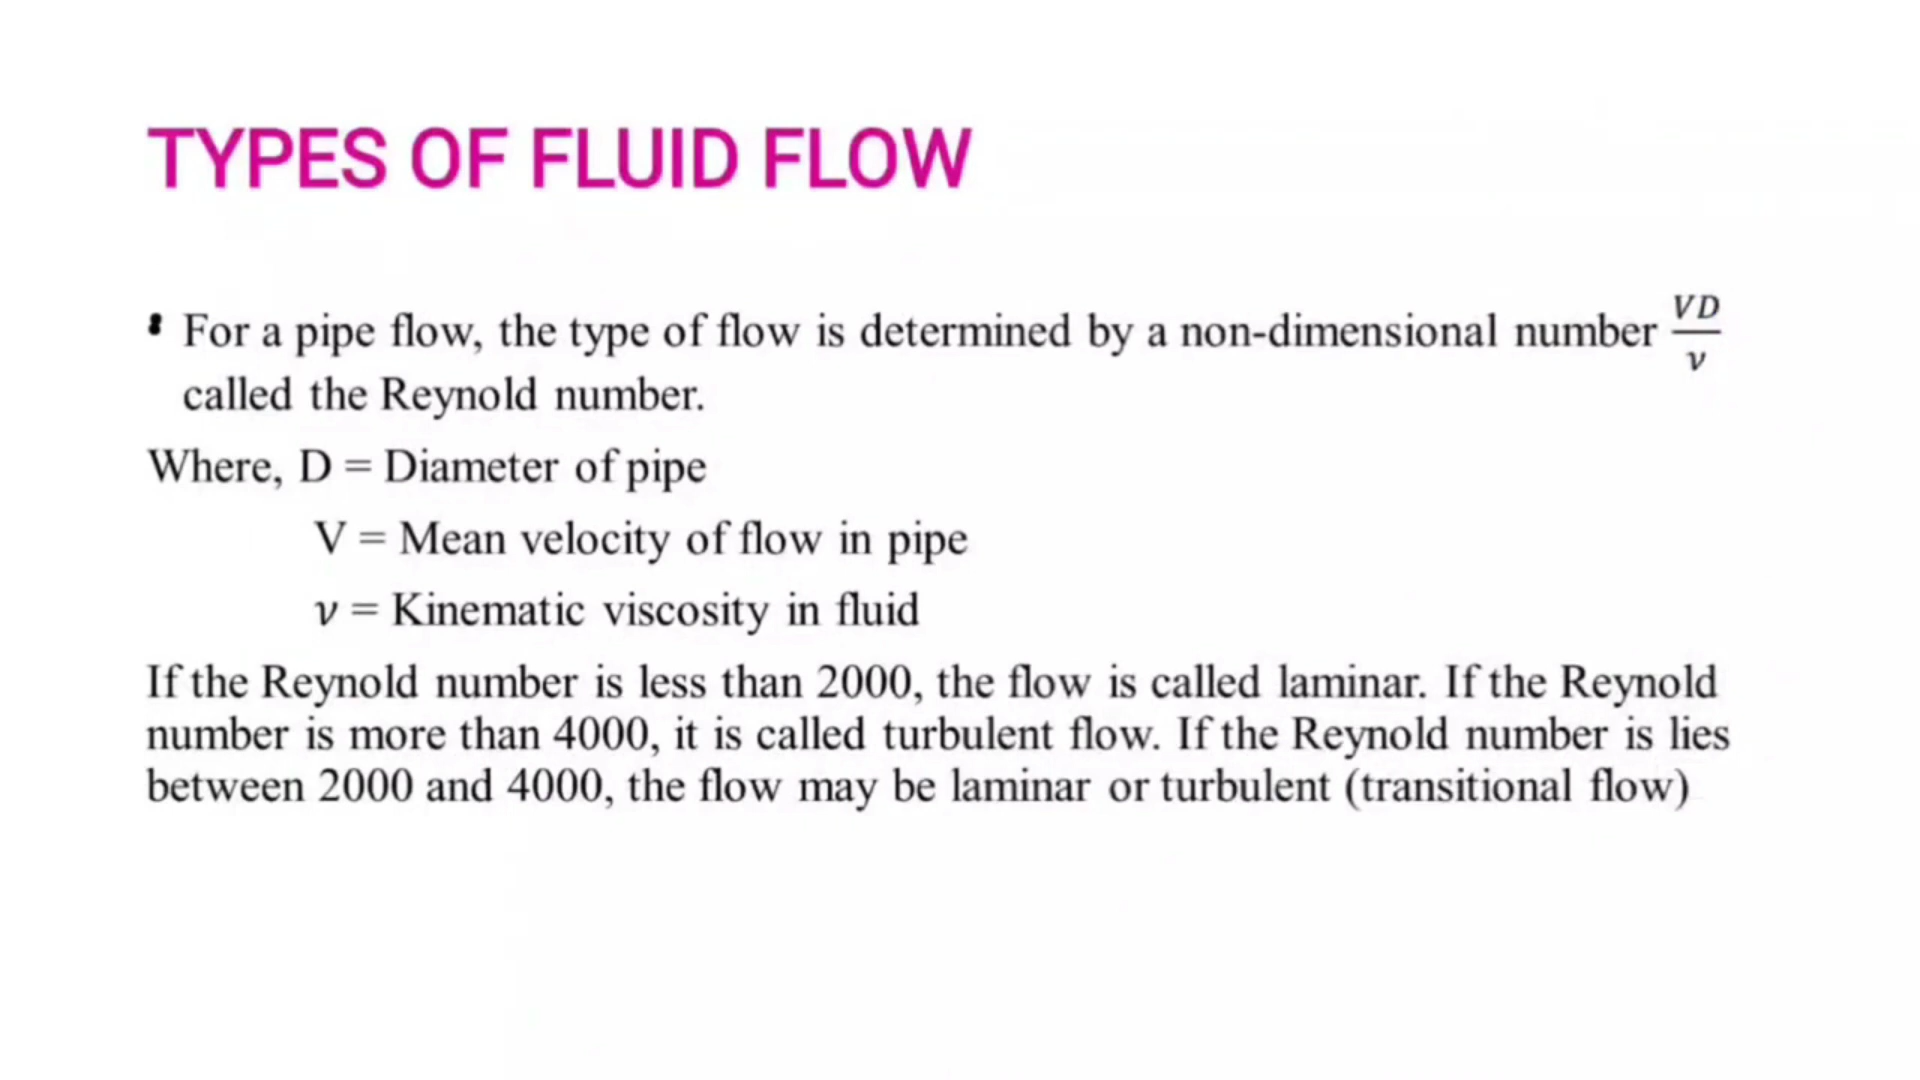 TYPES OF FLUID FLOW
For a pipe flow, the type of flow is determined by a non-dimensional number VD/ν
called the Reynold number.
Where, D = Diameter of pipe
V = Mean velocity of flow in pipe
ν = Kinematic viscosity in fluid
If the Reynold number is less than 2000, the flow is called laminar. If the Reynold
number is more than 4000, it is called turbulent flow. If the Reynold number is lies
between 2000 and 4000, the flow may be laminar or turbulent (transitional flow)